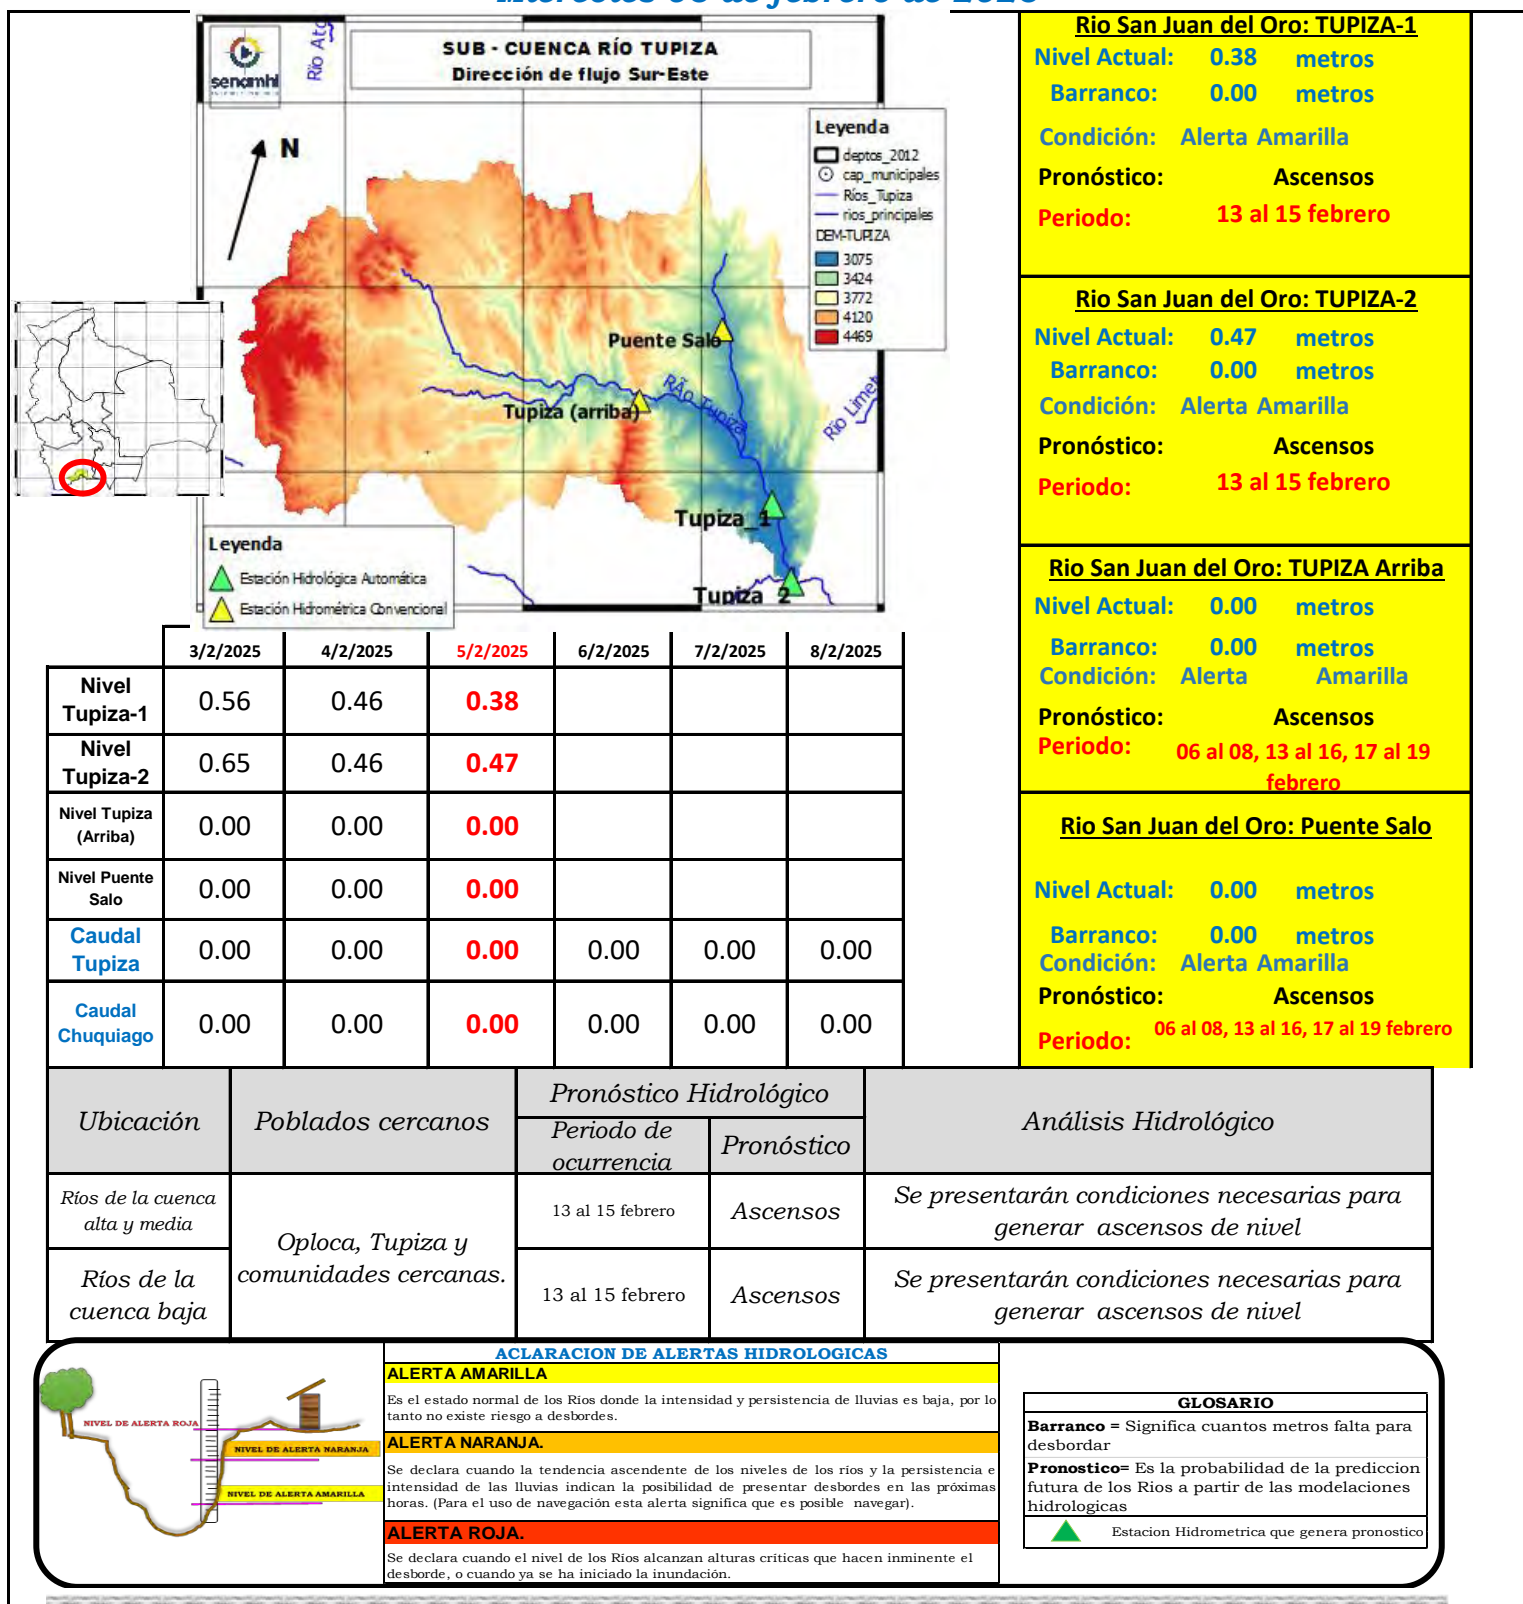 SUB - CUENCA RÍO TUPIZA
Dirección de flujo Sur-Este
senamhi
N
Leyenda
deptos_2012
cap_municipales
Ríos_Tupiza
rios_principales
DEM-TUPIZA
3075
3424
3772
4120
4469
Puente Salo
Tupiza (arriba)
RÃo Tupiza
Tupiza_1
Tupiza_2
Leyenda
Estación Hidrológica Automática
Estación Hidrométrica Convencional
Rio San Juan del Oro: TUPIZA-1
Nivel Actual: 0.38 metros
Barranco: 0.00 metros
Condición: Alerta Amarilla
Pronóstico: Ascensos
Periodo: 13 al 15 febrero
Rio San Juan del Oro: TUPIZA-2
Nivel Actual: 0.47 metros
Barranco: 0.00 metros
Condición: Alerta Amarilla
Pronóstico: Ascensos
Periodo: 13 al 15 febrero
Rio San Juan del Oro: TUPIZA Arriba
Nivel Actual: 0.00 metros
Barranco: 0.00 metros
Condición: Alerta Amarilla
Pronóstico: Ascensos
Periodo: 06 al 08, 13 al 16, 17 al 19
febrero
Rio San Juan del Oro: Puente Salo
Nivel Actual: 0.00 metros
Barranco: 0.00 metros
Condición: Alerta Amarilla
Pronóstico: Ascensos
Periodo: 06 al 08, 13 al 16, 17 al 19 febrero
3/2/2025 4/2/2025 5/2/2025 6/2/2025 7/2/2025 8/2/2025
Nivel
Tupiza-1 0.56 0.46 0.38
Nivel
Tupiza-2 0.65 0.46 0.47
Nivel Tupiza
(Arriba) 0.00 0.00 0.00
Nivel Puente
Salo 0.00 0.00 0.00
Caudal
Tupiza 0.00 0.00 0.00 0.00 0.00 0.00
Caudal
Chuquiago 0.00 0.00 0.00 0.00 0.00 0.00
Ubicación Poblados cercanos Pronóstico Hidrológico Análisis Hidrológico
Periodo de
ocurrencia Pronóstico
Ríos de la cuenca
alta y media
13 al 15 febrero Ascensos
Se presentarán condiciones necesarias para
generar ascensos de nivel
Oploca, Tupiza y
comunidades cercanas.
Ríos de la
cuenca baja
13 al 15 febrero Ascensos
Se presentarán condiciones necesarias para
generar ascensos de nivel
NIVEL DE ALERTA ROJA
NIVEL DE ALERTA NARANJA
NIVEL DE ALERTA AMARILLA
ACLARACION DE ALERTAS HIDROLOGICAS
ALERTA AMARILLA
Es el estado normal de los Rios donde la intensidad y persistencia de lluvias es baja, por lo
tanto no existe riesgo a desbordes.
ALERTA NARANJA.
Se declara cuando la tendencia ascendente de los niveles de los ríos y la persistencia e
intensidad de las lluvias indican la posibilidad de presentar desbordes en las próximas
horas. (Para el uso de navegación esta alerta significa que es posible navegar).
ALERTA ROJA.
Se declara cuando el nivel de los Ríos alcanzan alturas críticas que hacen inminente el
desborde, o cuando ya se ha iniciado la inundación.
GLOSARIO
Barranco = Significa cuantos metros falta para
desbordar
Pronostico= Es la probabilidad de la prediccion
futura de los Rios a partir de las modelaciones
hidrologicas
Estacion Hidrometrica que genera pronostico